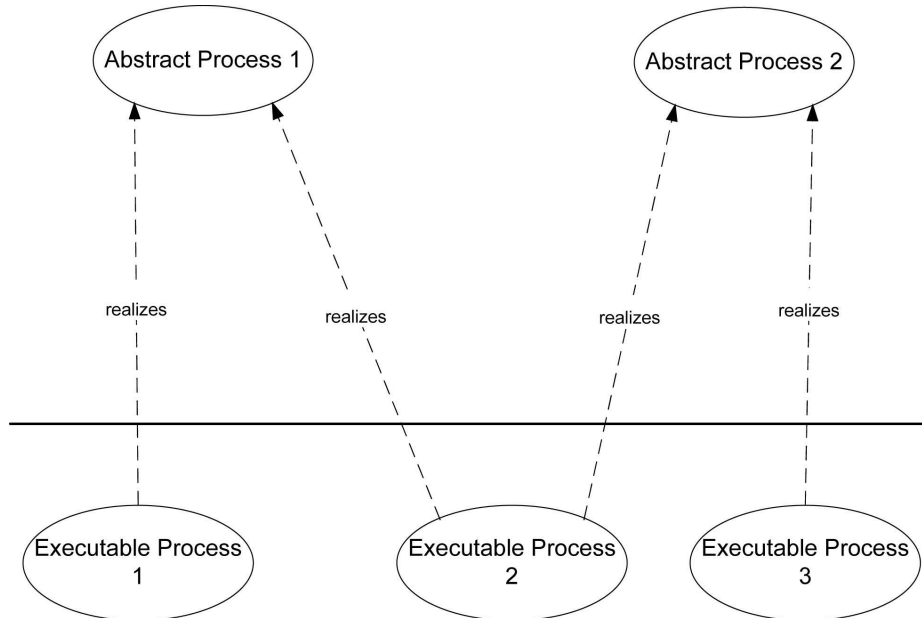 Abstract Process 1
Abstract Process 2
realizes
realizes
realizes
realizes
Executable Process
1
Executable Process
2
Executable Process
3